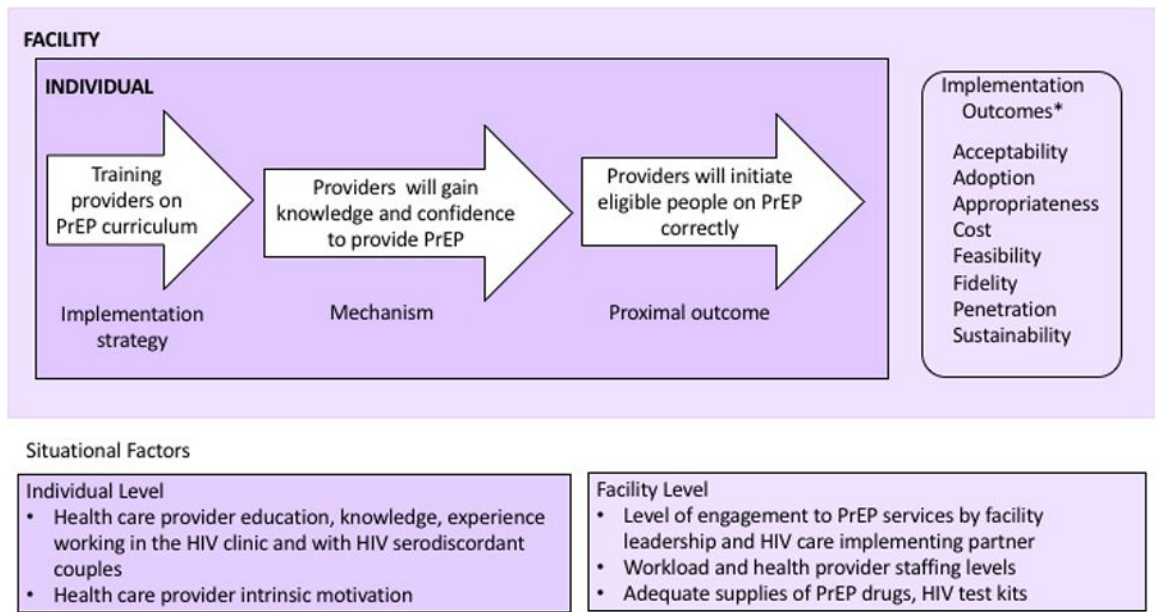 FACILITY
INDIVIDUAL
Training
providers on
PrEP curriculum
Implementation
strategy
Providers will gain
knowledge and confidence
to provide PrEP
Mechanism
Providers will initiate
eligible people on PrEP
correctly
Proximal outcome
Implementation
Outcomes*
Acceptability
Adoption
Appropriateness
Cost
Feasibility
Fidelity
Penetration
Sustainability
Situational Factors
Individual Level
• Health care provider education, knowledge, experience
working in the HIV clinic and with HIV serodiscordant
couples
• Health care provider intrinsic motivation
Facility Level
• Level of engagement to PrEP services by facility
leadership and HIV care implementing partner
• Workload and health provider staffing levels
• Adequate supplies of PrEP drugs, HIV test kits